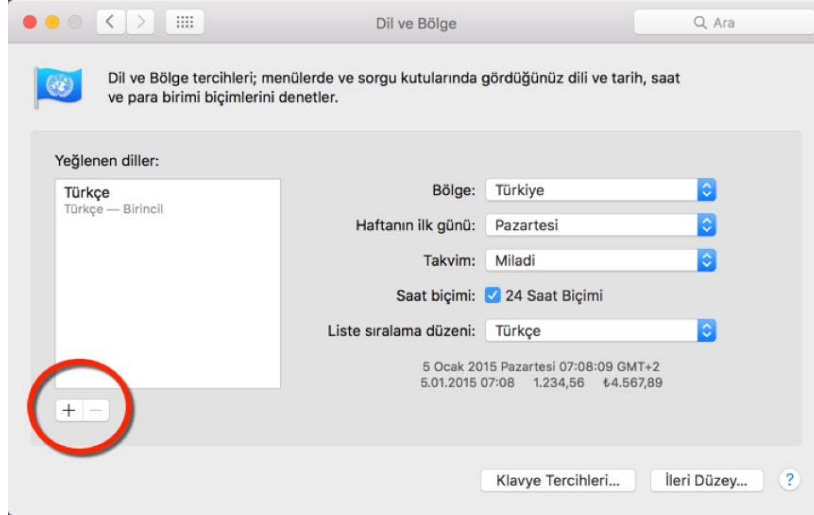 Dil ve Bölge
Ara
Dil ve Bölge tercihleri; menülerde ve sorgu kutularında gördüğünüz dili ve tarih, saat
ve para birimi biçimlerini denetler.
Yeğlenen diller:
Türkçe
Türkçe — Birincil
Bölge: Türkiye
Haftanın ilk günü: Pazartesi
Takvim: Miladi
Saat biçimi: 24 Saat Biçimi
Liste sıralama düzeni: Türkçe
5 Ocak 2015 Pazartesi 07:08:09 GMT+2
5.01.2015 07:08 1.234,56 ₺4.567,89
+ −
Klavye Tercihleri... İleri Düzey... ?